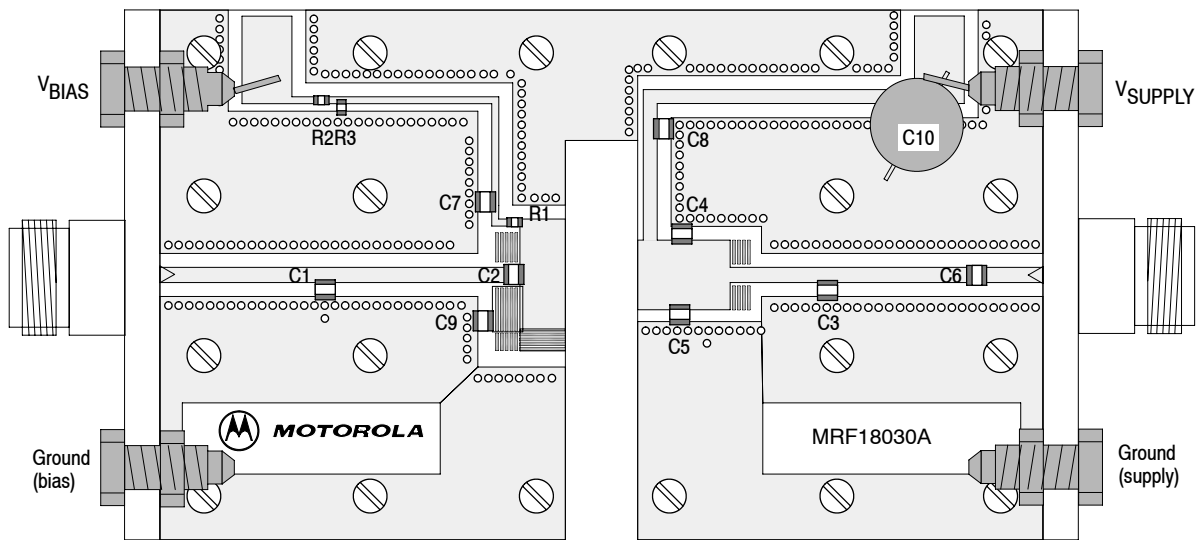 VBIAS
VSUPPLY
R2R3
C8
C10
C7
R1
C4
C1
C2
C6
C9
C3
C5
MOTOROLA
MRF18030A
Ground
(bias)
Ground
(supply)